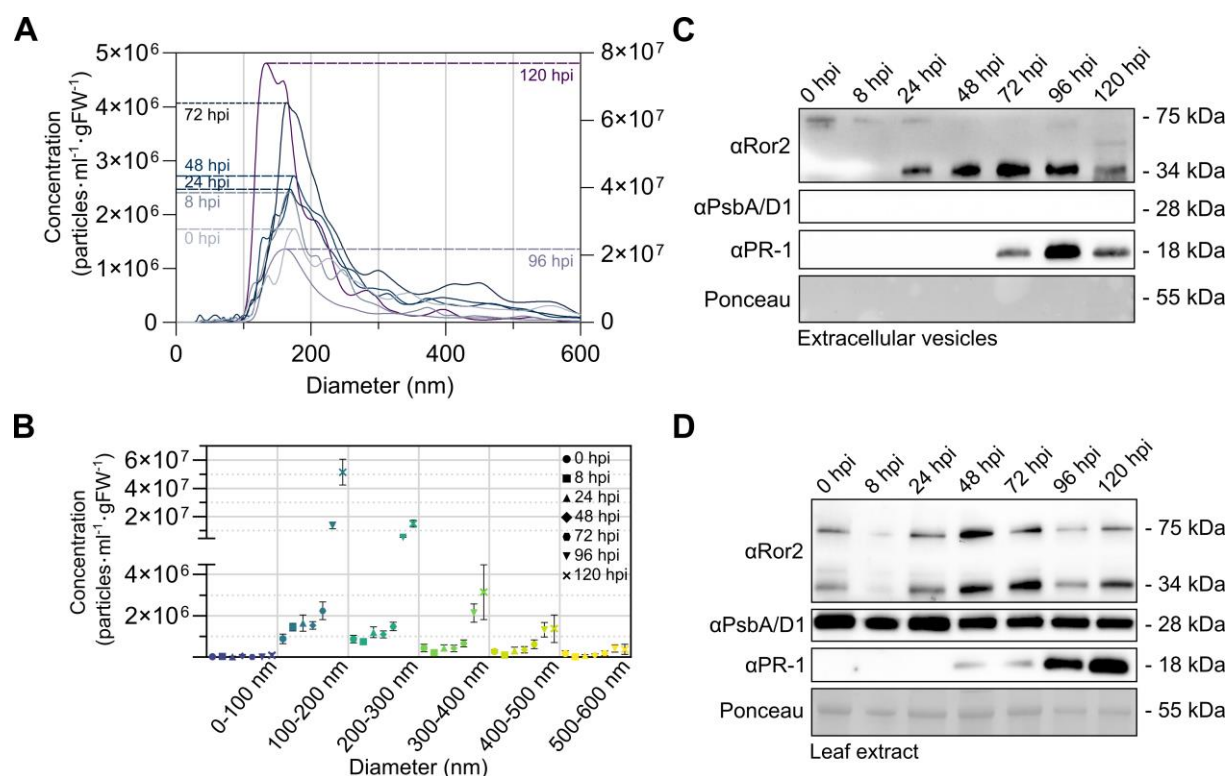 A
Concentration
(particles·ml⁻¹·gFW⁻¹)
5×10⁶
4×10⁶
3×10⁶
2×10⁶
1×10⁶
0
8×10⁷
6×10⁷
4×10⁷
2×10⁷
0
120 hpi
72 hpi
48 hpi
24 hpi
8 hpi
0 hpi
96 hpi
0 200 400 600
Diameter (nm)
B
Concentration
(particles·ml⁻¹·gFW⁻¹)
6×10⁷
4×10⁷
2×10⁷
4×10⁶
2×10⁶
0 hpi
8 hpi
24 hpi
48 hpi
72 hpi
96 hpi
120 hpi
0-100 nm
100-200 nm
200-300 nm
300-400 nm
400-500 nm
500-600 nm
Diameter (nm)
C
0 hpi 8 hpi 24 hpi 48 hpi 72 hpi 96 hpi 120 hpi
- 75 kDa
αRor2
- 34 kDa
αPsbA/D1 - 28 kDa
αPR-1 - 18 kDa
Ponceau - 55 kDa
Extracellular vesicles
D
0 hpi 8 hpi 24 hpi 48 hpi 72 hpi 96 hpi 120 hpi
- 75 kDa
αRor2
- 34 kDa
αPsbA/D1 - 28 kDa
αPR-1 - 18 kDa
Ponceau - 55 kDa
Leaf extract